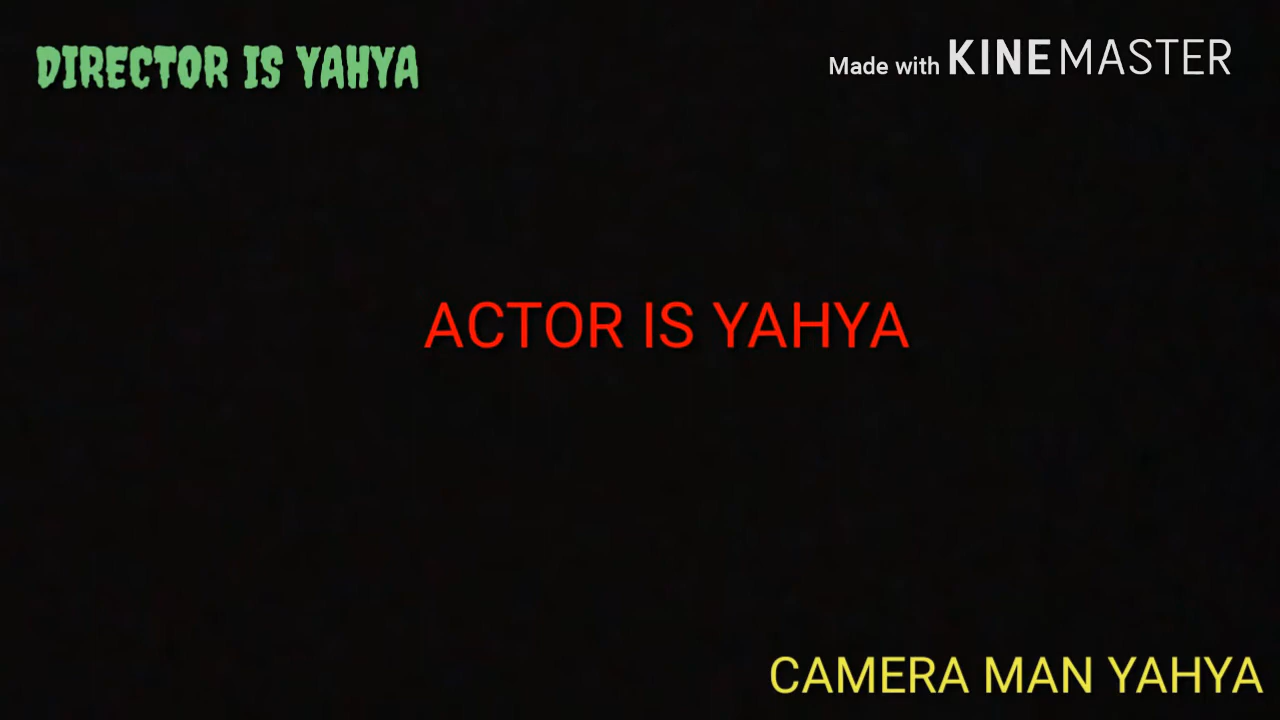 DIRECTOR IS YAHYA
Made with KINEMASTER
ACTOR IS YAHYA
CAMERA MAN YAHYA